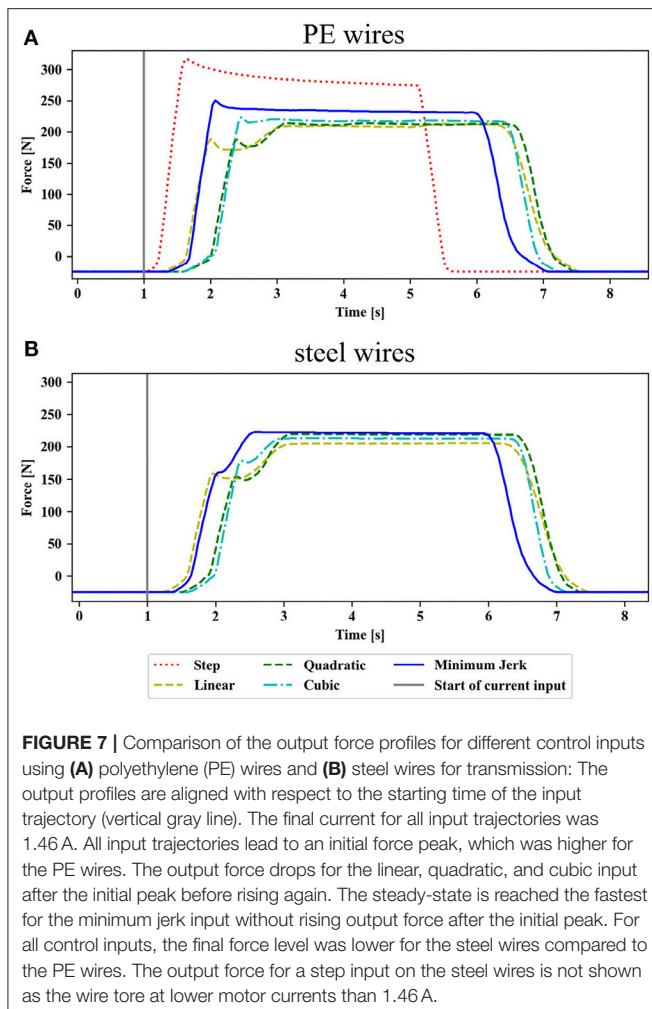 A
PE wires
300
250
200
150
100
50
0
Force [N]
0 1 2 3 4 5 6 7 8
Time [s]
B
steel wires
300
250
200
150
100
50
0
Force [N]
0 1 2 3 4 5 6 7 8
Time [s]
Step Quadratic Minimum Jerk
Linear Cubic Start of current input
FIGURE 7 | Comparison of the output force profiles for different control inputs
using (A) polyethylene (PE) wires and (B) steel wires for transmission: The
output profiles are aligned with respect to the starting time of the input
trajectory (vertical gray line). The final current for all input trajectories was
1.46 A. All input trajectories lead to an initial force peak, which was higher for
the PE wires. The output force drops for the linear, quadratic, and cubic input
after the initial peak before rising again. The steady-state is reached the fastest
for the minimum jerk input without rising output force after the initial peak. For
all control inputs, the final force level was lower for the steel wires compared to
the PE wires. The output force for a step input on the steel wires is not shown
as the wire tore at lower motor currents than 1.46 A.